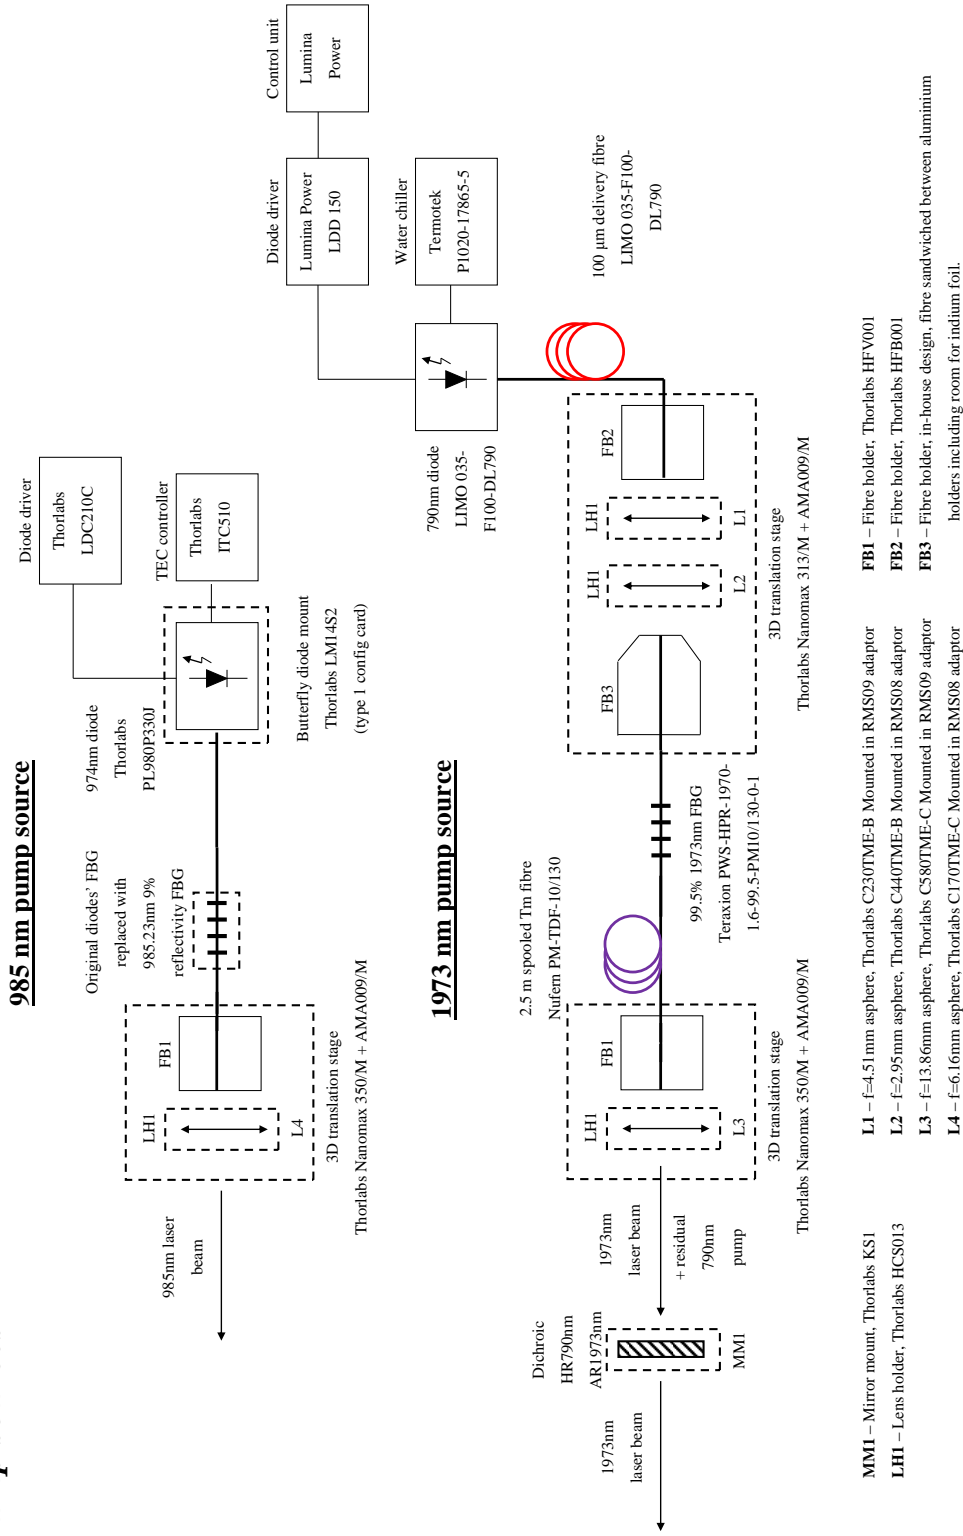 985 nm pump source
Diode driver
Thorlabs
LDC210C
TEC controller
Thorlabs
ITC510
974nm diode
Thorlabs
PL980P330J
Butterfly diode mount
Thorlabs LM14S2
(type 1 config card)
Original diodes' FBG
replaced with
985.23nm 9%
reflectivity FBG
FB1
LH1
L4
3D translation stage
Thorlabs Nanomax 350/M + AMA009/M
985nm laser
beam
1973 nm pump source
Control unit
Lumina
Power
Diode driver
Lumina Power
LDD 150
Water chiller
Termotek
P1020-17865-5
790nm diode
LIMO 035-
F100-DL790
100 µm delivery fibre
LIMO 035-F100-
DL790
FB2
LH1
L1
LH1
L2
FB3
3D translation stage
Thorlabs Nanomax 313/M + AMA009/M
99.5% 1973nm FBG
Teraxion PWS-HPR-1970-
1.6-99.5-PM10/130-0-1
2.5 m spooled Tm fibre
Nufern PM-TDF-10/130
FB1
LH1
L3
3D translation stage
Thorlabs Nanomax 350/M + AMA009/M
1973nm
laser beam
+ residual
790nm
pump
Dichroic
HR790nm
AR1973nm
MM1
1973nm
laser beam
MM1 – Mirror mount, Thorlabs KS1
LH1 – Lens holder, Thorlabs HCS013
L1 – f=4.51mm asphere, Thorlabs C230TME-B Mounted in RMS09 adaptor
L2 – f=2.95mm asphere, Thorlabs C440TME-B Mounted in RMS08 adaptor
L3 – f=13.86mm asphere, Thorlabs C580TME-C Mounted in RMS09 adaptor
L4 – f=6.16mm asphere, Thorlabs C170TME-C Mounted in RMS08 adaptor
FB1 – Fibre holder, Thorlabs HFV001
FB2 – Fibre holder, Thorlabs HFB001
FB3 – Fibre holder, in-house design, fibre sandwiched between aluminium
holders including room for indium foil.